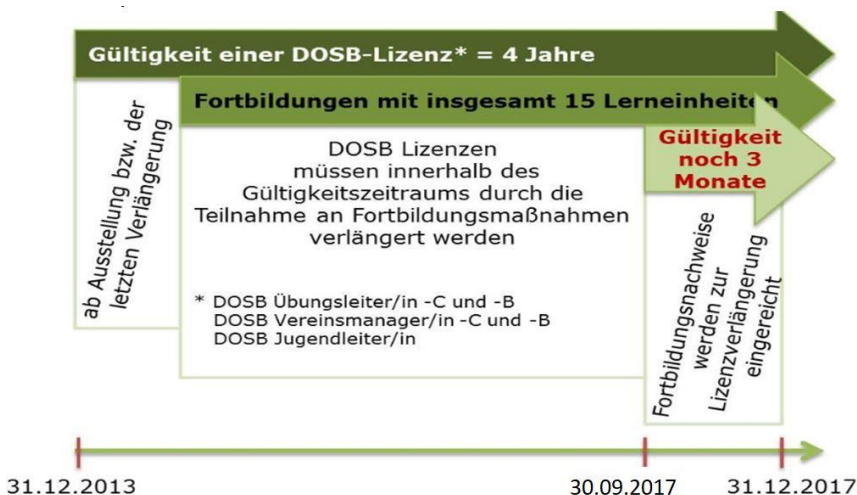 Gültigkeit einer DOSB-Lizenz* = 4 Jahre
Fortbildungen mit insgesamt 15 Lerneinheiten
ab Ausstellung bzw. der
letzten Verlängerung
DOSB Lizenzen
müssen innerhalb des
Gültigkeitszeitraums durch die
Teilnahme an Fortbildungsmaßnahmen
verlängert werden
* DOSB Übungsleiter/in -C und -B
DOSB Vereinsmanager/in -C und -B
DOSB Jugendleiter/in
Gültigkeit
noch 3
Monate
Fortbildungsnachweise
werden zur
Lizenzverlängerung
eingereicht
31.12.2013
30.09.2017
31.12.2017